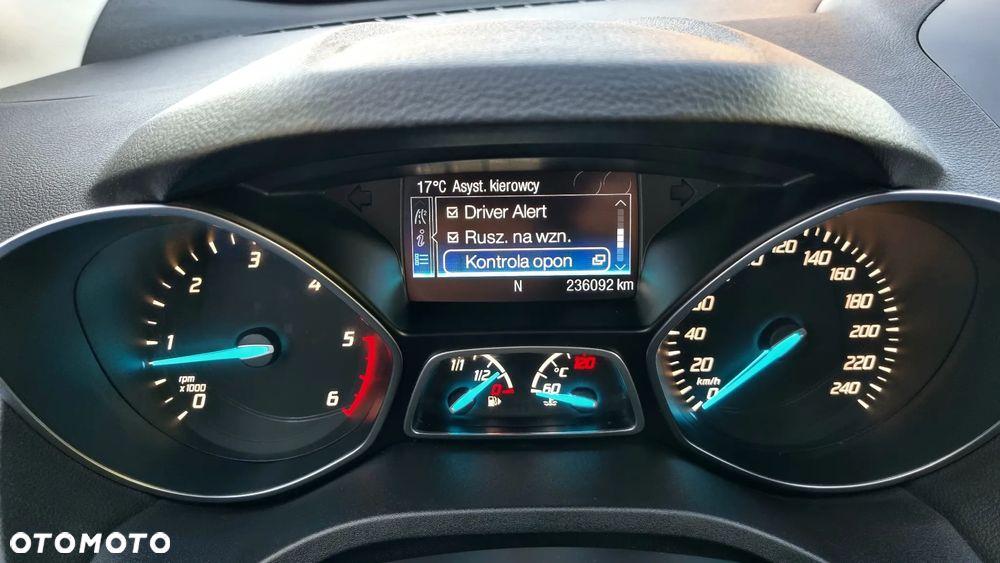 17°C Asyst. kierowcy
Driver Alert
Rusz. na wzn.
Kontrola opon
N 236092 km
0 1 2 3 4 5 6
rpm
x1000
1/1 1/2 0
°C
60 120
0 20 40 120 140 160 180 200 220 240
km/h
OTOMOTO